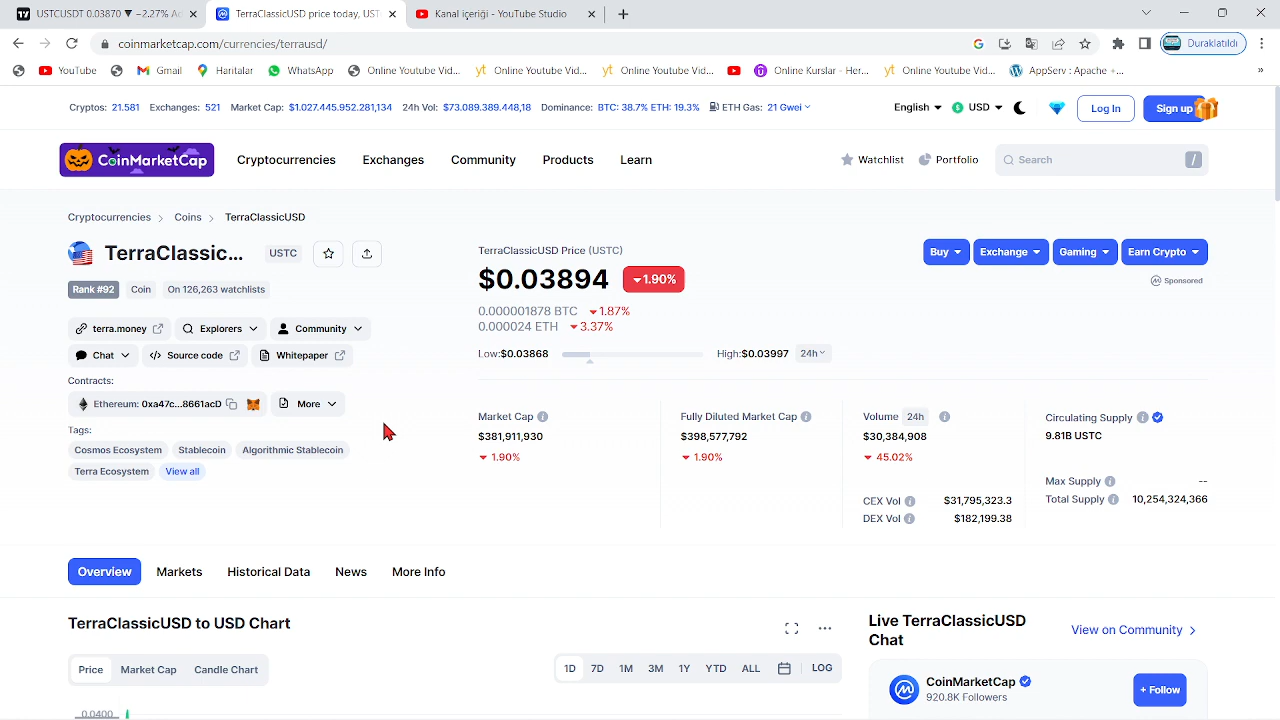 USTCUSDT 0.03870 ▼ −2.27% Ad
TerraClassicUSD price today, UST
Kanal içeriği - YouTube Studio
coinmarketcap.com/currencies/terrausd/
Duraklatıldı
YouTube
Gmail
Haritalar
WhatsApp
Online Youtube Vid...
Online Youtube Vid...
Online Youtube Vid...
Online Kurslar - Her...
Online Youtube Vid...
AppServ : Apache +...
»
Cryptos: 21.581 Exchanges: 521 Market Cap: $1.027.445.952.281,134 24h Vol: $73.089.389.448,18 Dominance: BTC: 38.7% ETH: 19.3% ETH Gas: 21 Gwei
English
USD
Log In
Sign up
CoinMarketCap
Cryptocurrencies
Exchanges
Community
Products
Learn
Watchlist
Portfolio
Search
/
Cryptocurrencies > Coins > TerraClassicUSD
TerraClassic...
USTC
Rank #92
Coin
On 126,263 watchlists
terra.money
Explorers
Community
Chat
Source code
Whitepaper
Contracts:
Ethereum: 0xa47c...8661acD
More
Tags:
Cosmos Ecosystem
Stablecoin
Algorithmic Stablecoin
Terra Ecosystem
View all
TerraClassicUSD Price (USTC)
$0.03894
1.90%
0.000001878 BTC 1.87%
0.000024 ETH 3.37%
Low:$0.03868
High:$0.03997
24h
Buy
Exchange
Gaming
Earn Crypto
Sponsored
Market Cap
$381,911,930
1.90%
Fully Diluted Market Cap
$398,577,792
1.90%
Volume 24h
$30,384,908
45.02%
CEX Vol $31,795,323.3
DEX Vol $182,199.38
Circulating Supply
9.81B USTC
Max Supply --
Total Supply 10,254,324,366
Overview
Markets
Historical Data
News
More Info
TerraClassicUSD to USD Chart
Price
Market Cap
Candle Chart
1D
7D
1M
3M
1Y
YTD
ALL
LOG
0.0400
Live TerraClassicUSD
Chat
View on Community >
CoinMarketCap
920.8K Followers
+ Follow